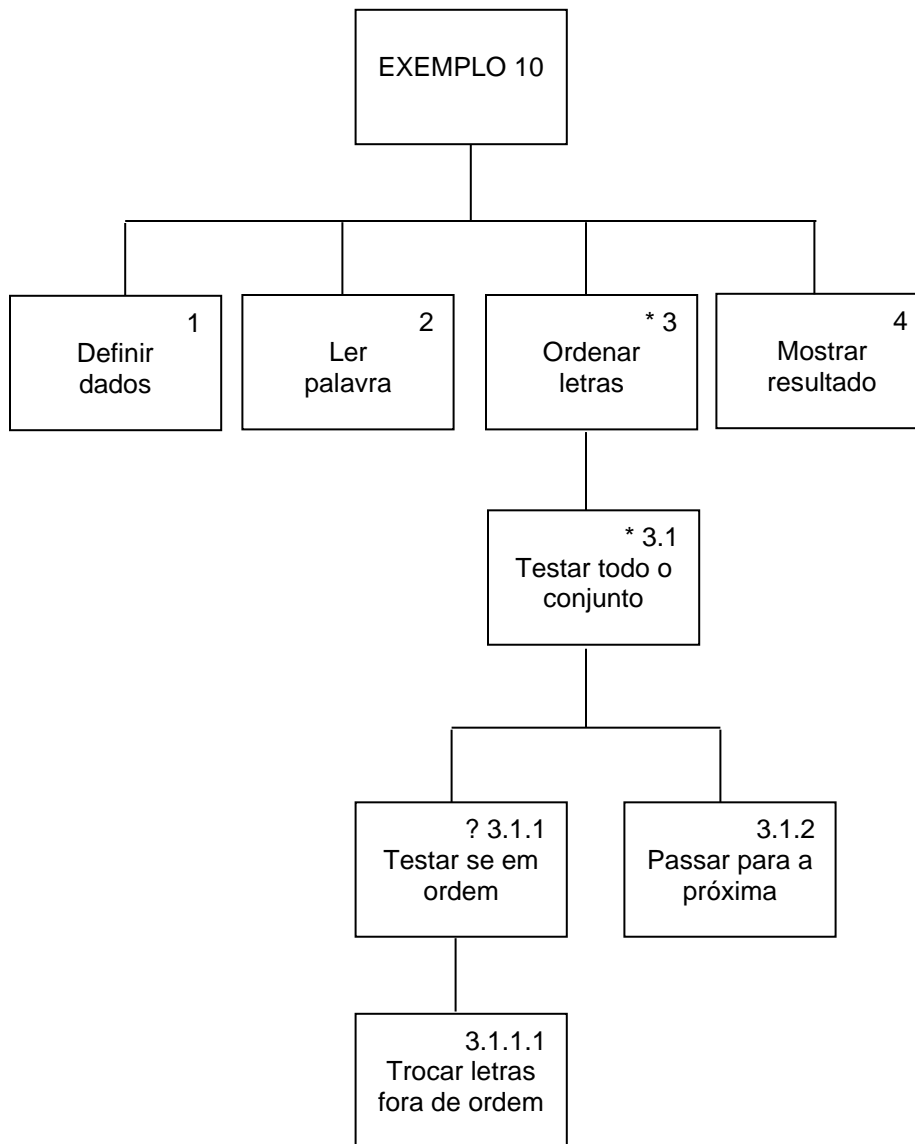 EXEMPLO 10
1
Definir
dados
2
Ler
palavra
* 3
Ordenar
letras
4
Mostrar
resultado
* 3.1
Testar todo o
conjunto
? 3.1.1
Testar se em
ordem
3.1.2
Passar para a
próxima
3.1.1.1
Trocar letras
fora de ordem